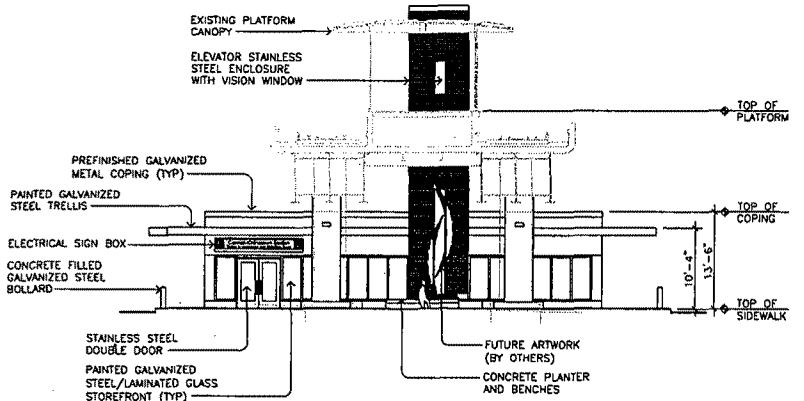 EXISTING PLATFORM
CANOPY
ELEVATOR STAINLESS
STEEL ENCLOSURE
WITH VISION WINDOW
TOP OF
PLATFORM
PREFINISHED GALVANIZED
METAL COPING (TYP)
PAINTED GALVANIZED
STEEL TRELLIS
ELECTRICAL SIGN BOX
CONCRETE FILLED
GALVANIZED STEEL
BOLLARD
TOP OF
COPING
10'-4"
13'-6"
TOP OF
SIDEWALK
STAINLESS STEEL
DOUBLE DOOR
PAINTED GALVANIZED
STEEL/LAMINATED GLASS
STOREFRONT (TYP)
FUTURE ARTWORK
(BY OTHERS)
CONCRETE PLANTER
AND BENCHES